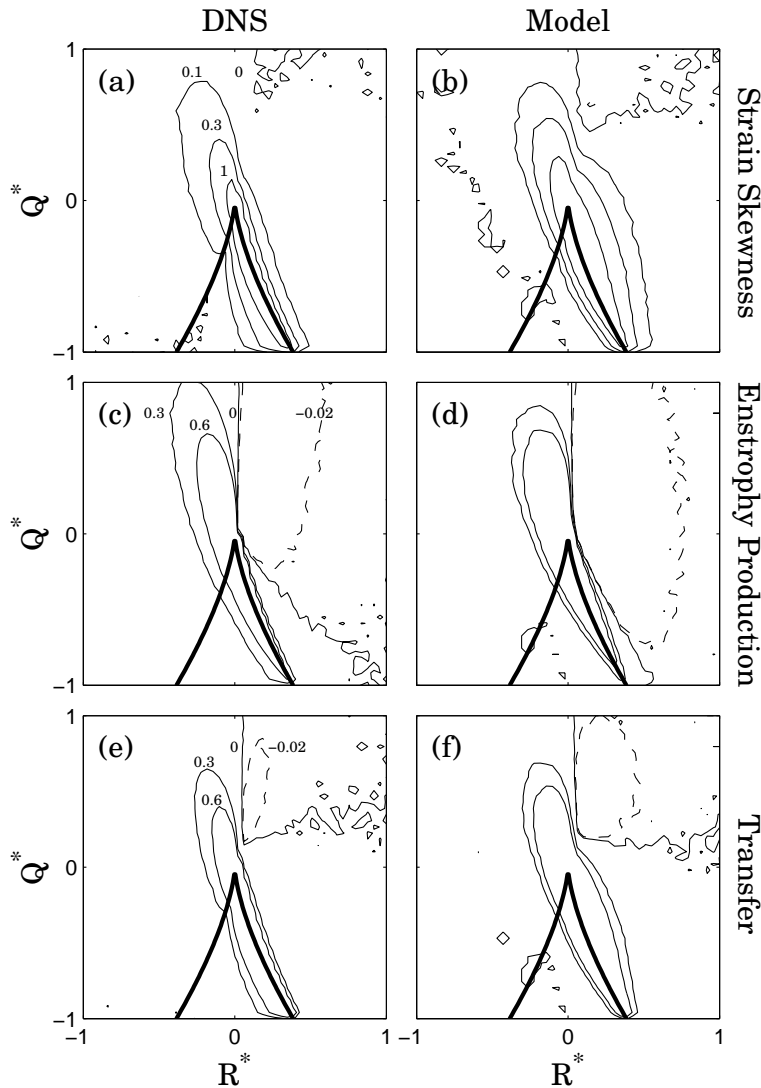 DNS Model
1
(a) 0.1 0 (b)
0.3
1
Q* 0
Strain Skewness
−1
1
(c) 0 −0.02 (d)
0.3
0.6
Q* 0
Enstrophy Production
−1
1
(e) 0 −0.02 (f)
0.3
0.6
Q* 0
Transfer
−1
−1 0 1 −1 0 1
R* R*